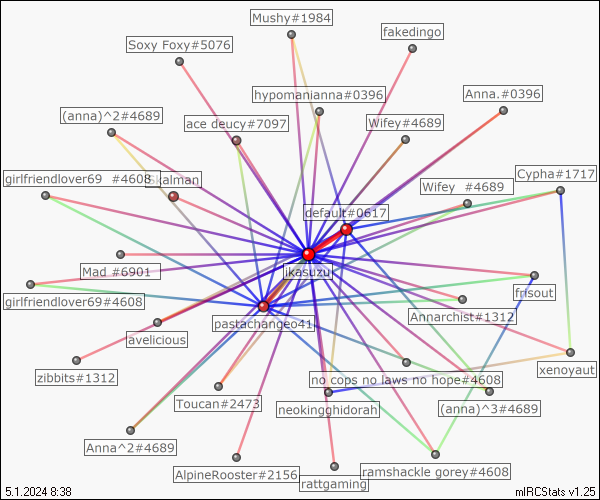 Mushy#1984
fakedingo
Soxy Foxy#5076
hypomanianna#0396
Anna.#0396
(anna)^2#4689
ace deucy#7097
Wifey#4689
Cypha#1717
girlfriendlover69 #4608
Skalman
Wifey #4689
default#0617
Mad #6901
ikasuzu
girlfriendlover69#4608
frisout
pastachangeo41
Annarchist#1312
avelicious
xenoyaut
zibbits#1312
no cops no laws no hope#4608
Toucan#2473
neokingghidorah
(anna)^3#4689
Anna^2#4689
AlpineRooster#2156
ramshackle gorey#4608
rattgaming
5.1.2024 8:38
mIRCStats v1.25